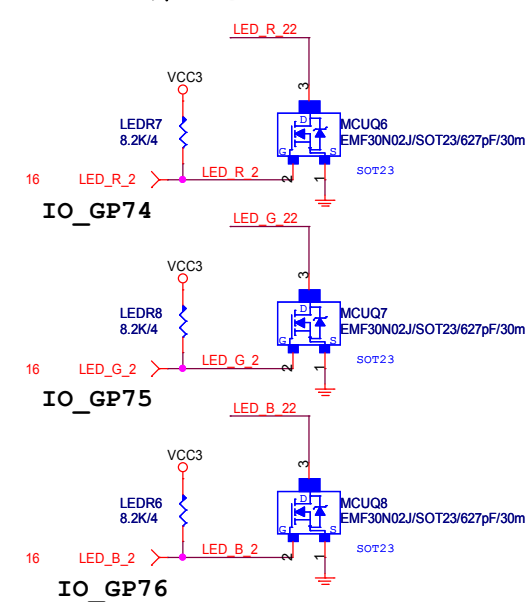 LED_R_22
VCC3
3
LEDR7
8.2K/4
D
G
S
MCUQ6
EMF30N02J/SOT23/627pF/30m
SOT23
16
LED_R_2
LED_R_2
2
1
IO_GP74
LED_G_22
VCC3
3
LEDR8
8.2K/4
D
G
S
MCUQ7
EMF30N02J/SOT23/627pF/30m
SOT23
16
LED_G_2
LED_G_2
2
1
IO_GP75
LED_B_22
VCC3
3
LEDR6
8.2K/4
D
G
S
MCUQ8
EMF30N02J/SOT23/627pF/30m
SOT23
16
LED_B_2
LED_B_2
2
1
IO_GP76